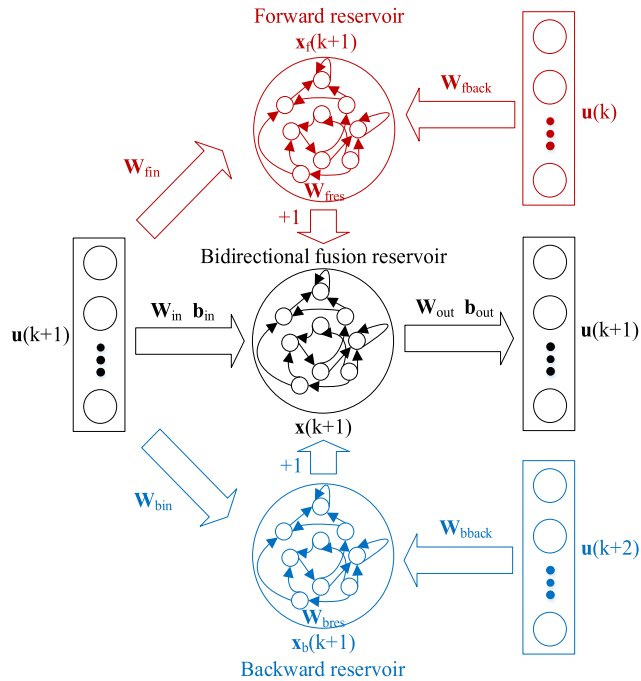 Forward reservoir
x_f(k+1)
W_fback
u(k)
W_fin
W_fres
+1
Bidirectional fusion reservoir
W_in b_in
W_out b_out
u(k+1)
u(k+1)
x(k+1)
+1
W_bin
W_bback
u(k+2)
W_bres
x_b(k+1)
Backward reservoir